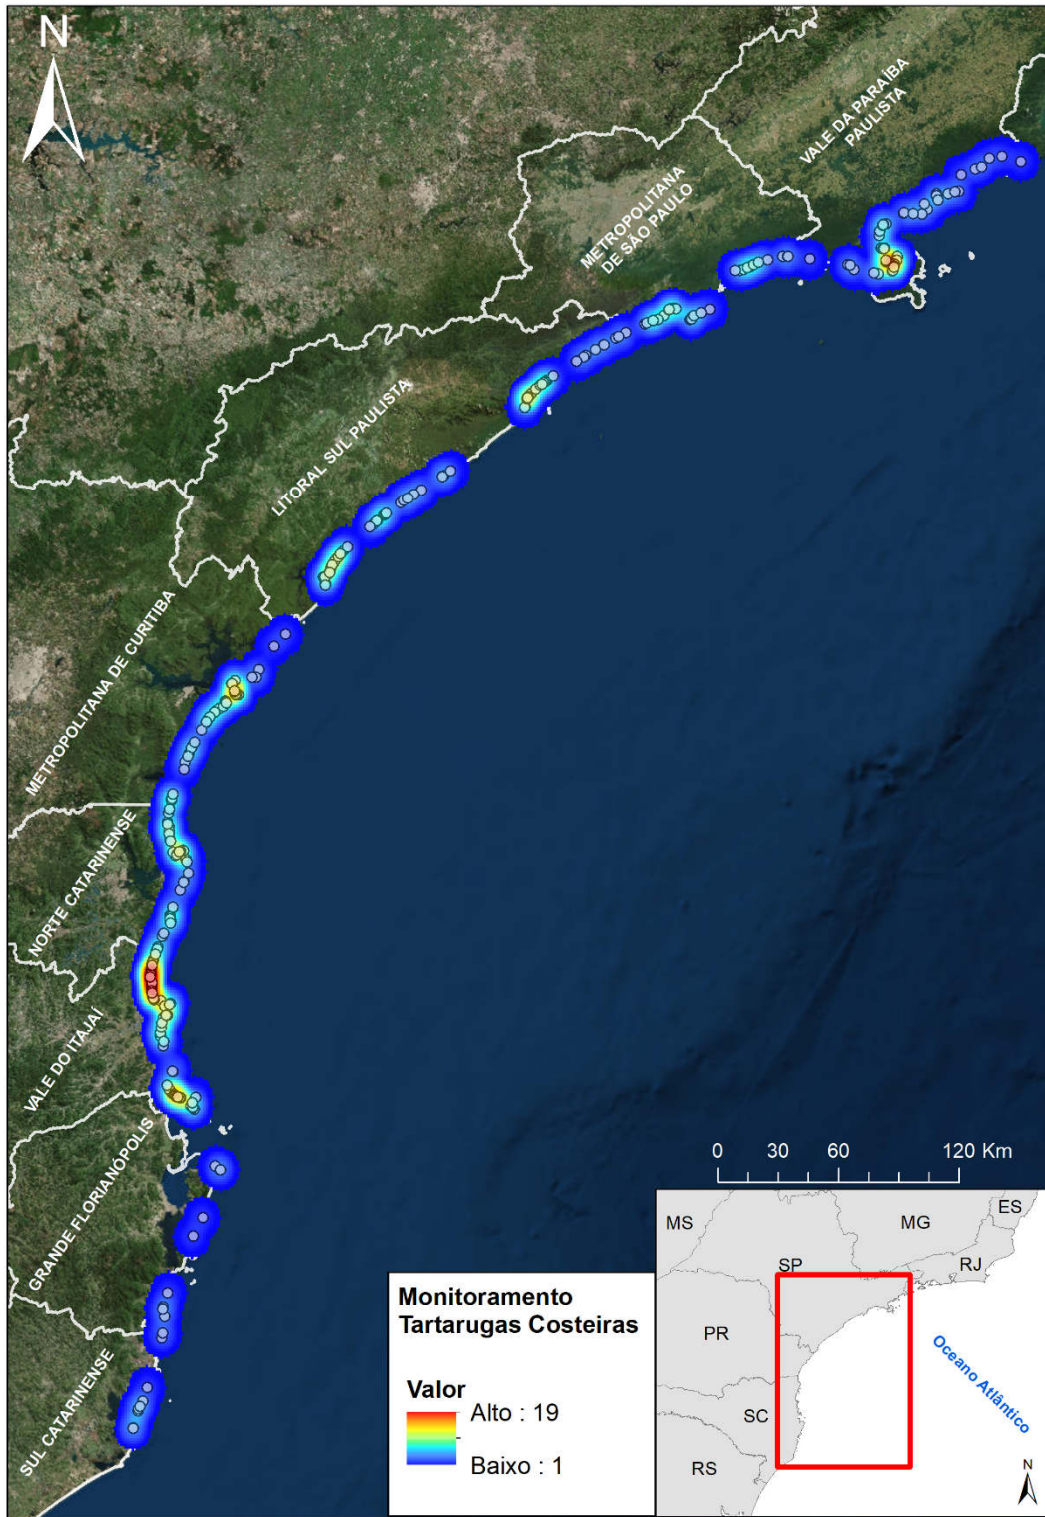 N
VALE DA PARAÍBA
PAULISTA
METROPOLITANA
DE SÃO PAULO
LITORAL SUL PAULISTA
METROPOLITANA DE CURITIBA
NORTE CATARINENSE
VALE DO ITAJAÍ
GRANDE FLORIANÓPOLIS
SUL CATARINENSE
0 30 60 120 Km
Monitoramento
Tartarugas Costeiras
Valor
Alto : 19
Baixo : 1
MS
MG
ES
SP
RJ
PR
SC
RS
Oceano Atlântico
N